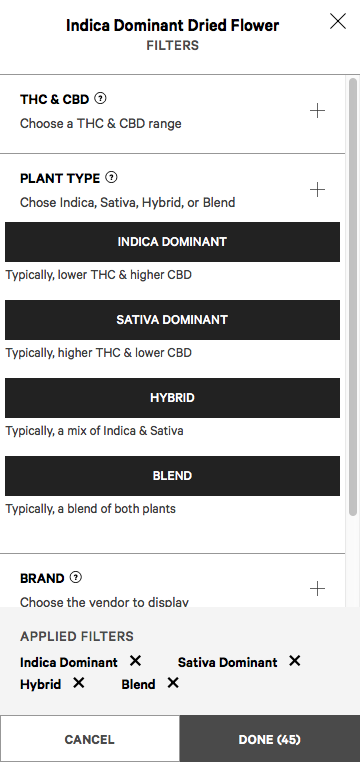 Indica Dominant Dried Flower
FILTERS
THC & CBD ?
Choose a THC & CBD range
PLANT TYPE ?
Chose Indica, Sativa, Hybrid, or Blend
INDICA DOMINANT
Typically, lower THC & higher CBD
SATIVA DOMINANT
Typically, higher THC & lower CBD
HYBRID
Typically, a mix of Indica & Sativa
BLEND
Typically, a blend of both plants
BRAND ?
Choose the vendor to display
APPLIED FILTERS
Indica Dominant Sativa Dominant
Hybrid Blend
CANCEL DONE (45)